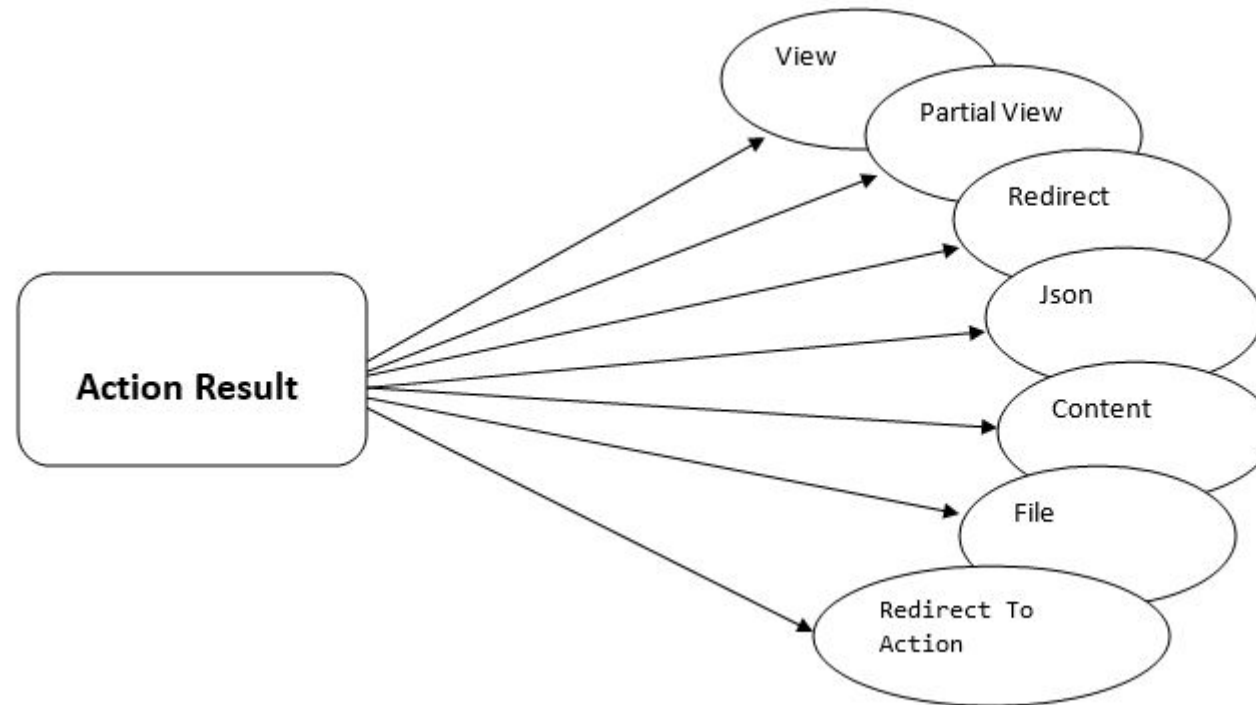 View
Partial View
Redirect
Json
Action Result
Content
File
Redirect To
Action